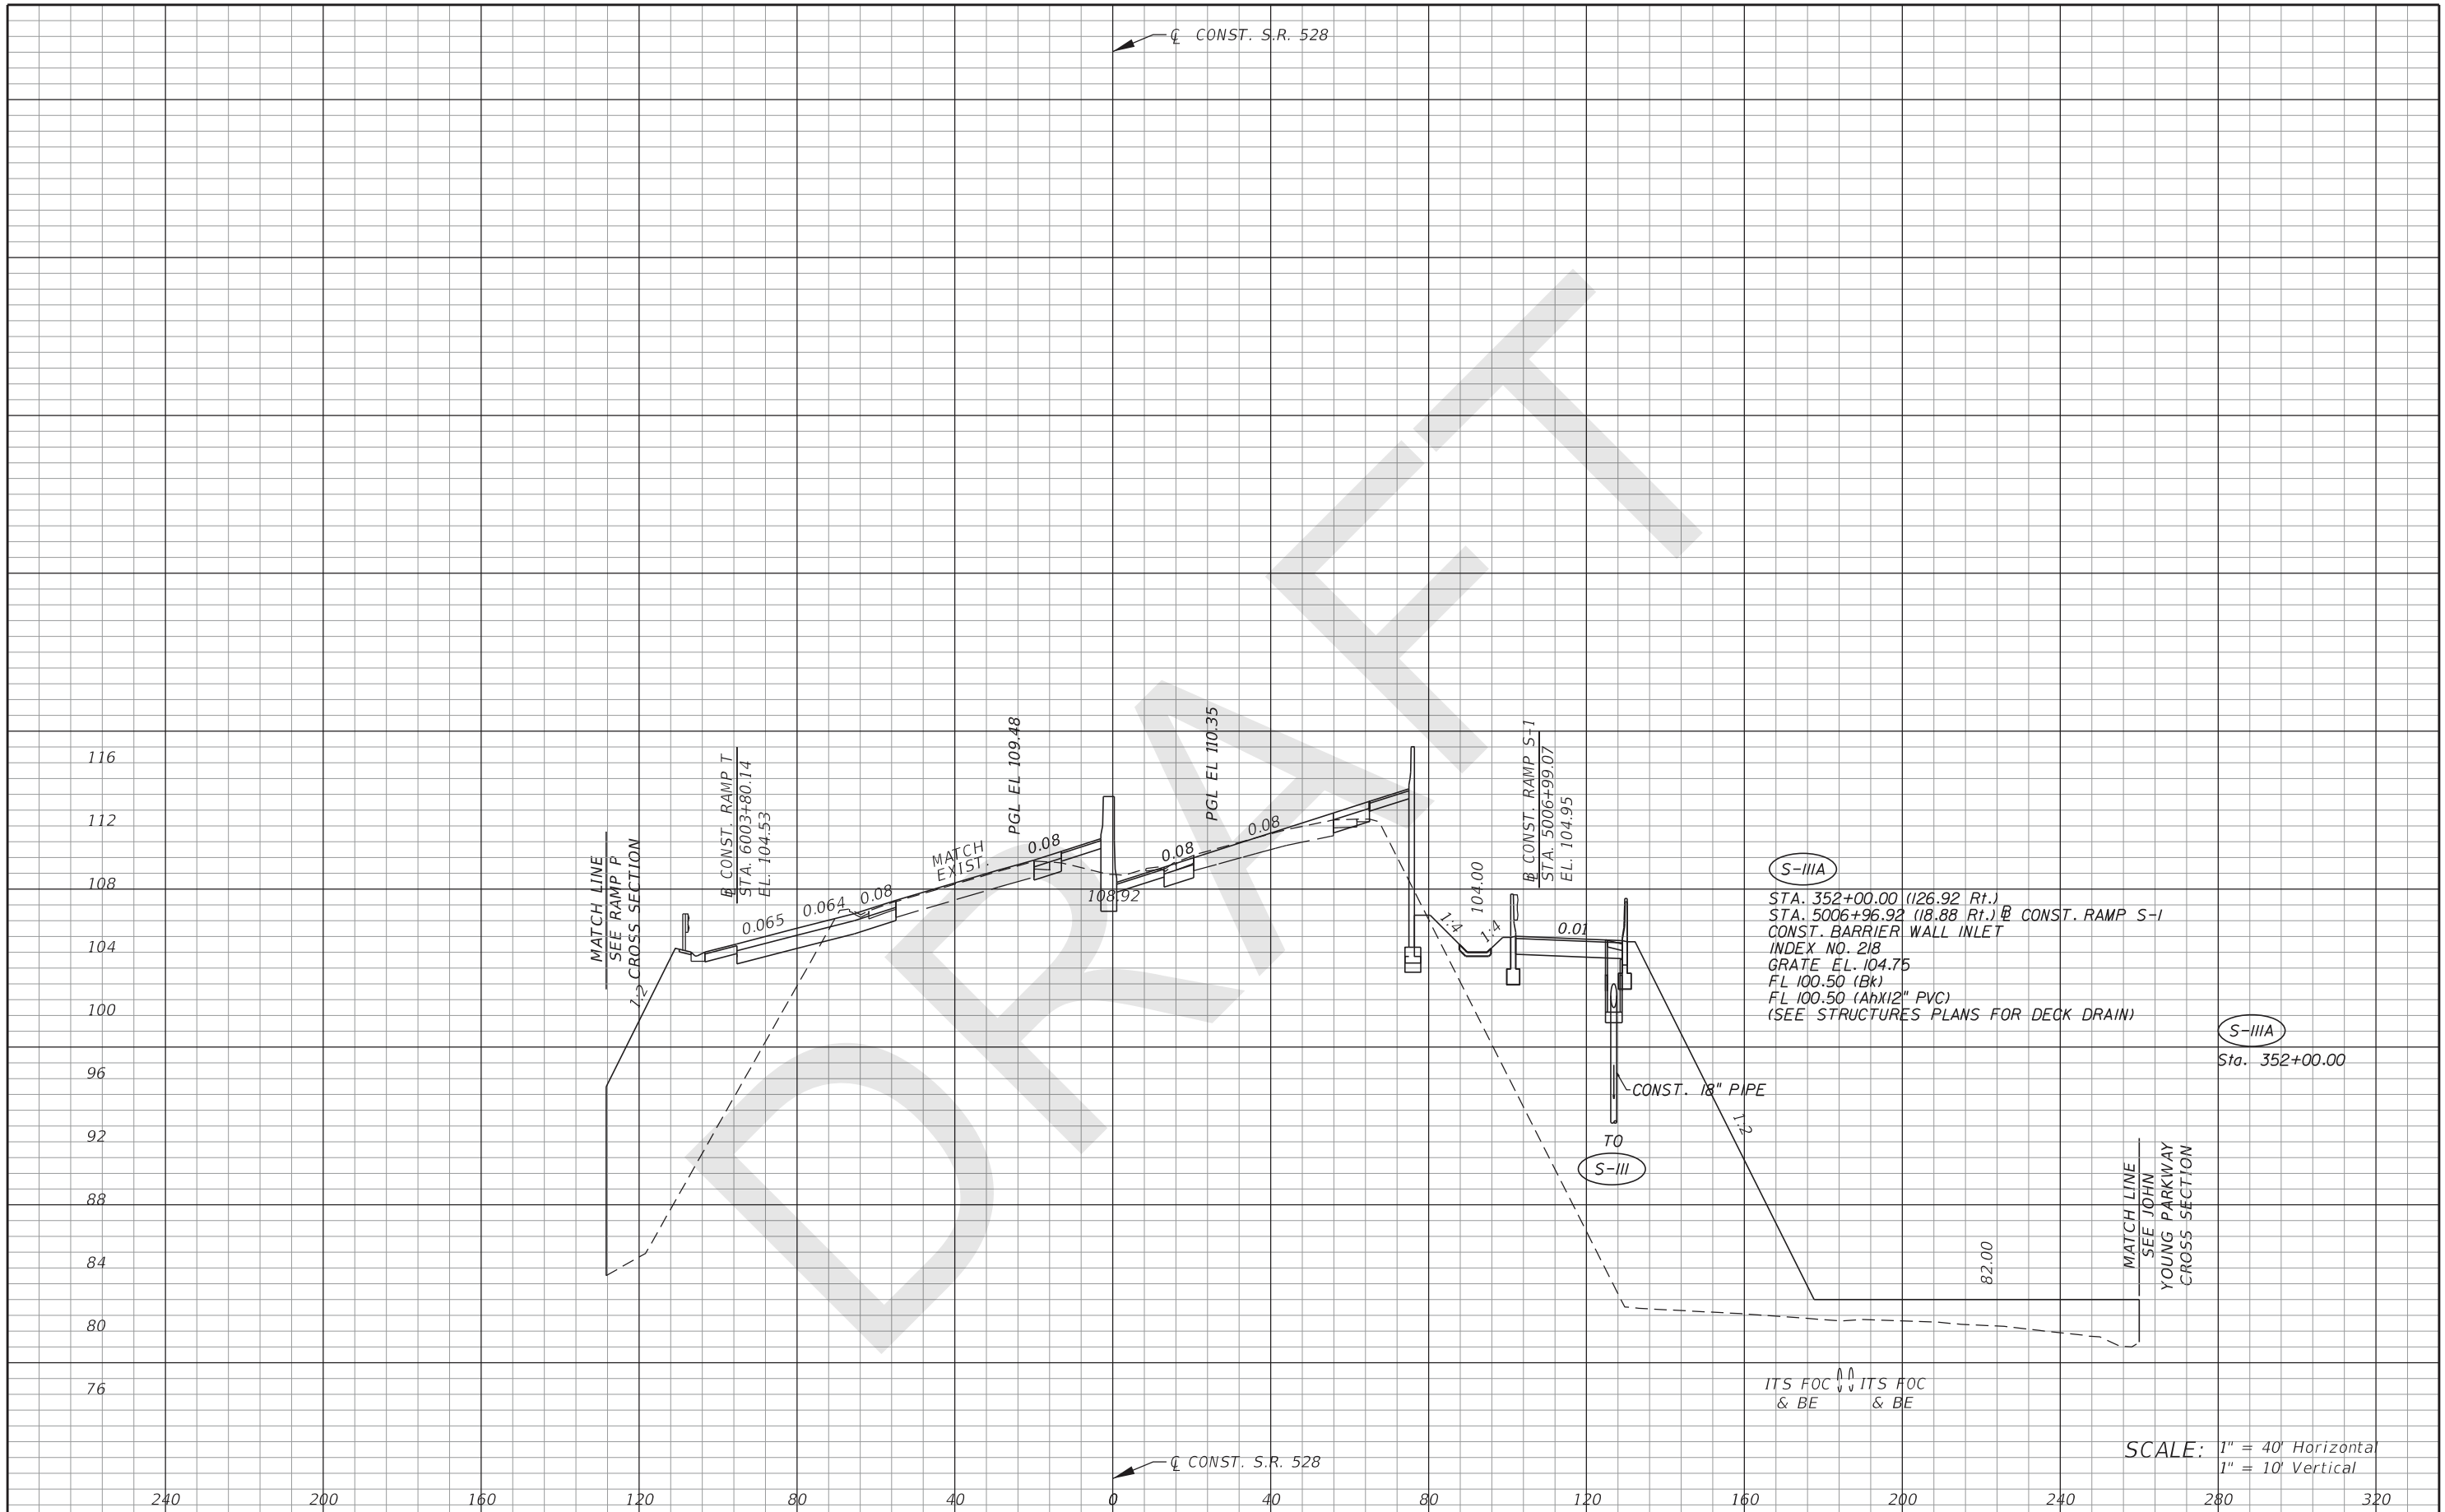 ℄ CONST. S.R. 528
DRAFT
116
112
108
104
100
96
92
88
84
80
76
MATCH LINE
SEE RAMP P
CROSS SECTION
1:2
℄ CONST. RAMP T
STA. 6003+80.14
EL. 104.53
0.065
0.064
0.08
MATCH
EXIST.
PGL EL 109.48
0.08
108.92
PGL EL 110.35
0.08
0.08
1:4
104.00
1:4
B CONST. RAMP S-1
STA. 5006+99.07
EL. 104.95
0.01
S-111A
STA. 352+00.00 (126.92 Rt.)
STA. 5006+96.92 (18.88 Rt.) B CONST. RAMP S-1
CONST. BARRIER WALL INLET
INDEX NO. 218
GRATE EL. 104.75
FL 100.50 (Bk)
FL 100.50 (Ah)(12" PVC)
(SEE STRUCTURES PLANS FOR DECK DRAIN)
S-111A
Sta. 352+00.00
CONST. 18" PIPE
1:2
TO
S-111
82.00
MATCH LINE
SEE JOHN
YOUNG PARKWAY
CROSS SECTION
ITS FOC
& BE
ITS FOC
& BE
SCALE: 1" = 40' Horizontal
1" = 10' Vertical
℄ CONST. S.R. 528
240 200 160 120 80 40 0 40 80 120 160 200 240 280 320